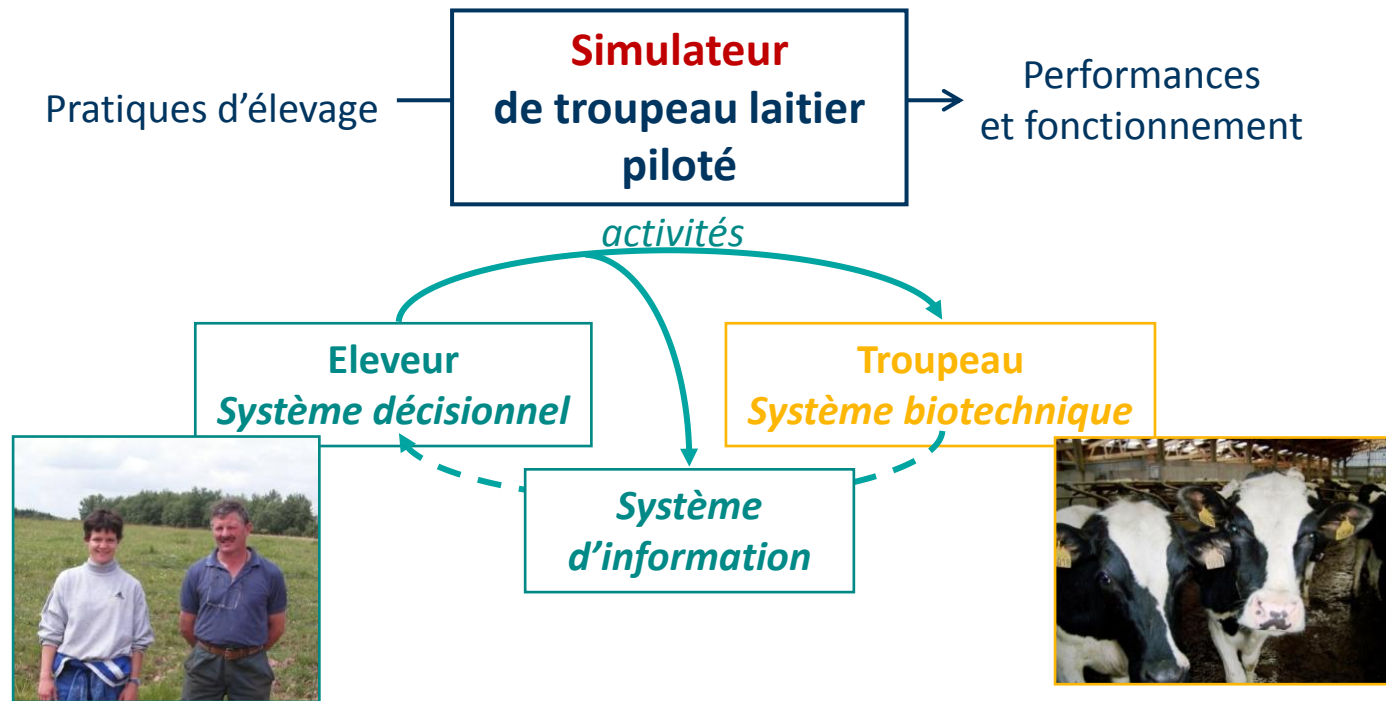 Simulateur
de troupeau laitier
piloté
Pratiques d'élevage
Performances
et fonctionnement
activités
Eleveur
Système décisionnel
Troupeau
Système biotechnique
Système
d'information